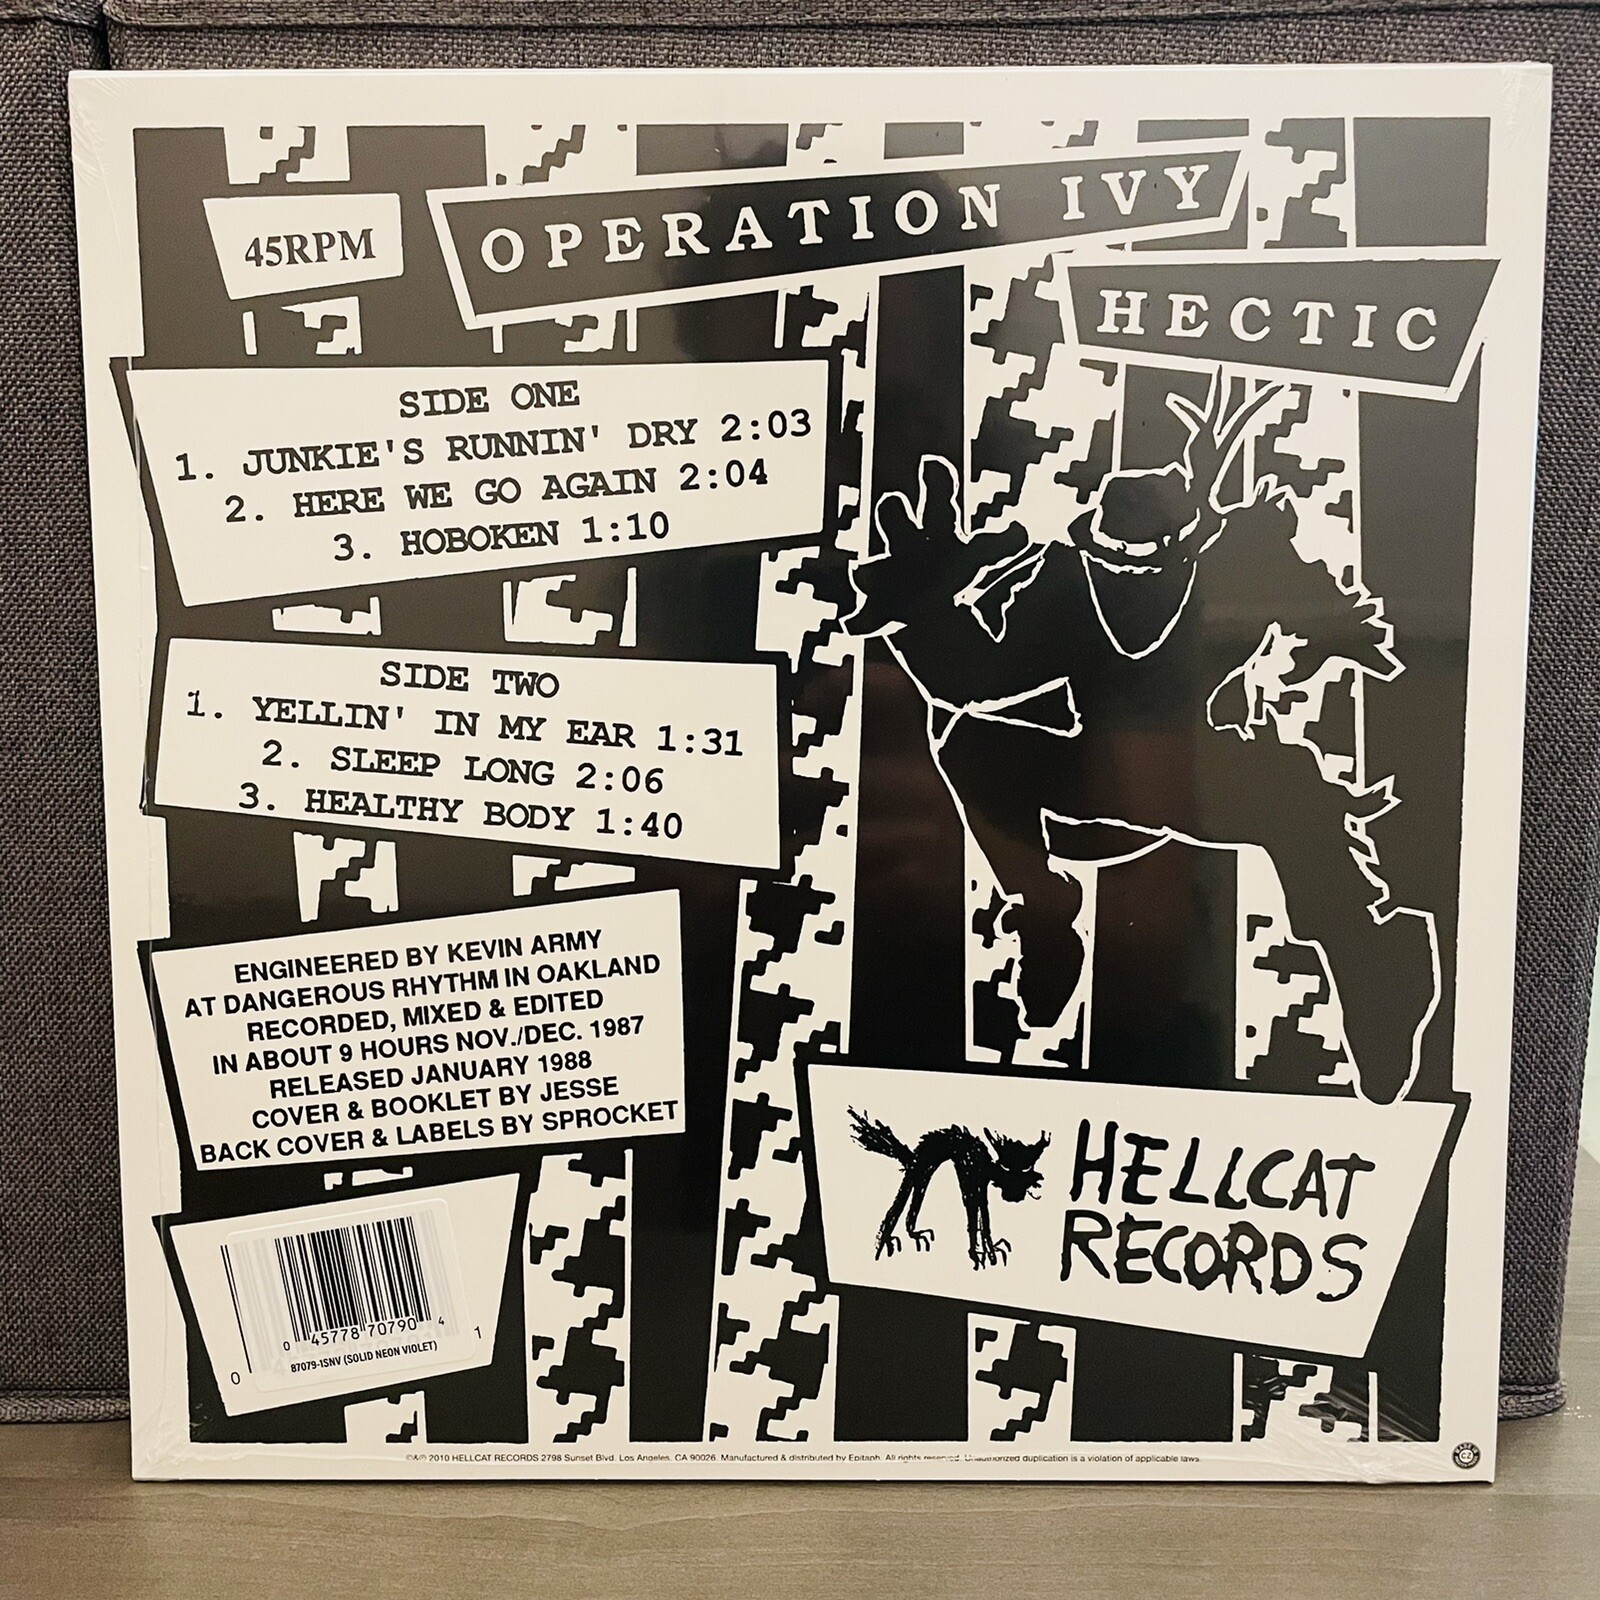 45RPM
OPERATION IVY
HECTIC
SIDE ONE
1. JUNKIE'S RUNNIN' DRY 2:03
2. HERE WE GO AGAIN 2:04
3. HOBOKEN 1:10
SIDE TWO
1. YELLIN' IN MY EAR 1:31
2. SLEEP LONG 2:06
3. HEALTHY BODY 1:40
ENGINEERED BY KEVIN ARMY
AT DANGEROUS RHYTHM IN OAKLAND
RECORDED, MIXED & EDITED
IN ABOUT 9 HOURS NOV./DEC. 1987
RELEASED JANUARY 1988
COVER & BOOKLET BY JESSE
BACK COVER & LABELS BY SPROCKET
HELLCAT
RECORDS
0 45778 70790 4
87079-1SNV (SOLID NEON VIOLET)
0 1
©&℗ 2010 HELLCAT RECORDS 2798 Sunset Blvd. Los Angeles, CA 90026. Manufactured & distributed by Epitaph. All rights reserved. Unauthorized duplication is a violation of applicable laws.